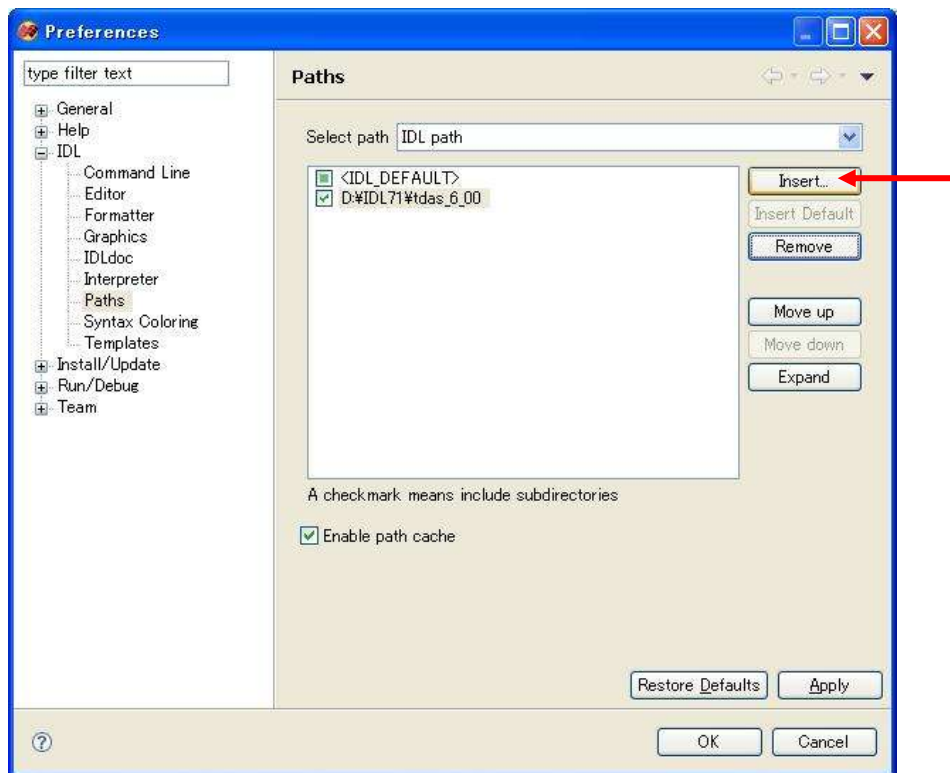 Preferences
type filter text
General
Help
IDL
Command Line
Editor
Formatter
Graphics
IDLdoc
Interpreter
Paths
Syntax Coloring
Templates
Install/Update
Run/Debug
Team
Paths
Select path IDL path
<IDL_DEFAULT>
D:¥IDL71¥tdas_6_00
Insert...
Insert Default
Remove
Move up
Move down
Expand
A checkmark means include subdirectories
Enable path cache
Restore Defaults Apply
? OK Cancel